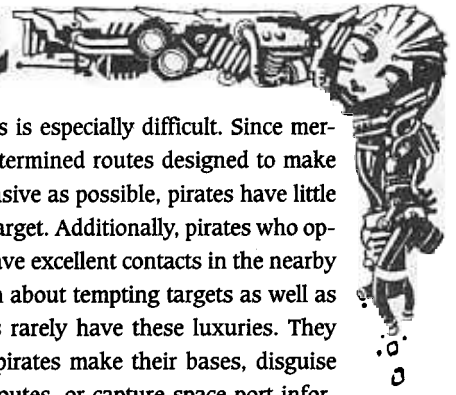 s is especially difficult. Since mer-
termined routes designed to make
sive as possible, pirates have little
arget. Additionally, pirates who op-
ave excellent contacts in the nearby
about tempting targets as well as
s rarely have these luxuries. They
pirates make their bases, disguise
outes, or capture space port infor-